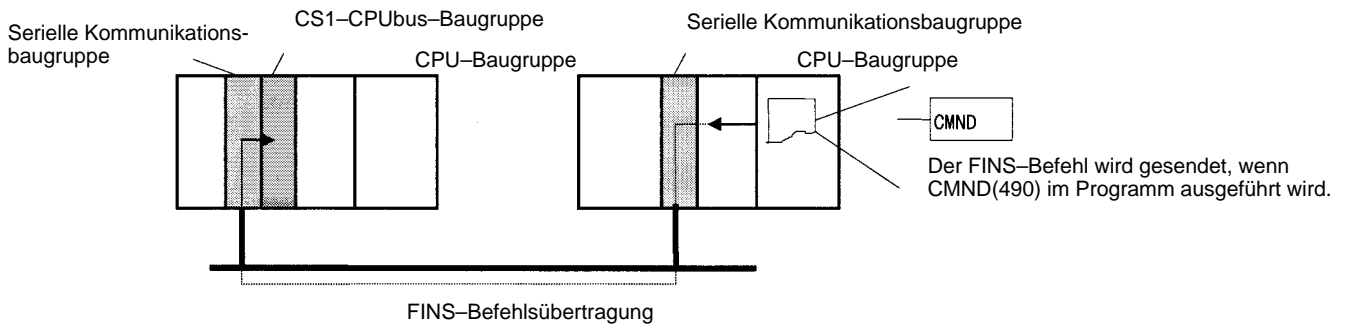 CS1–CPUbus–Baugruppe
Serielle Kommunikations-
baugruppe
CPU–Baugruppe
Serielle Kommunikationsbaugruppe
CPU–Baugruppe
CMND
Der FINS–Befehl wird gesendet, wenn
CMND(490) im Programm ausgeführt wird.
FINS–Befehlsübertragung